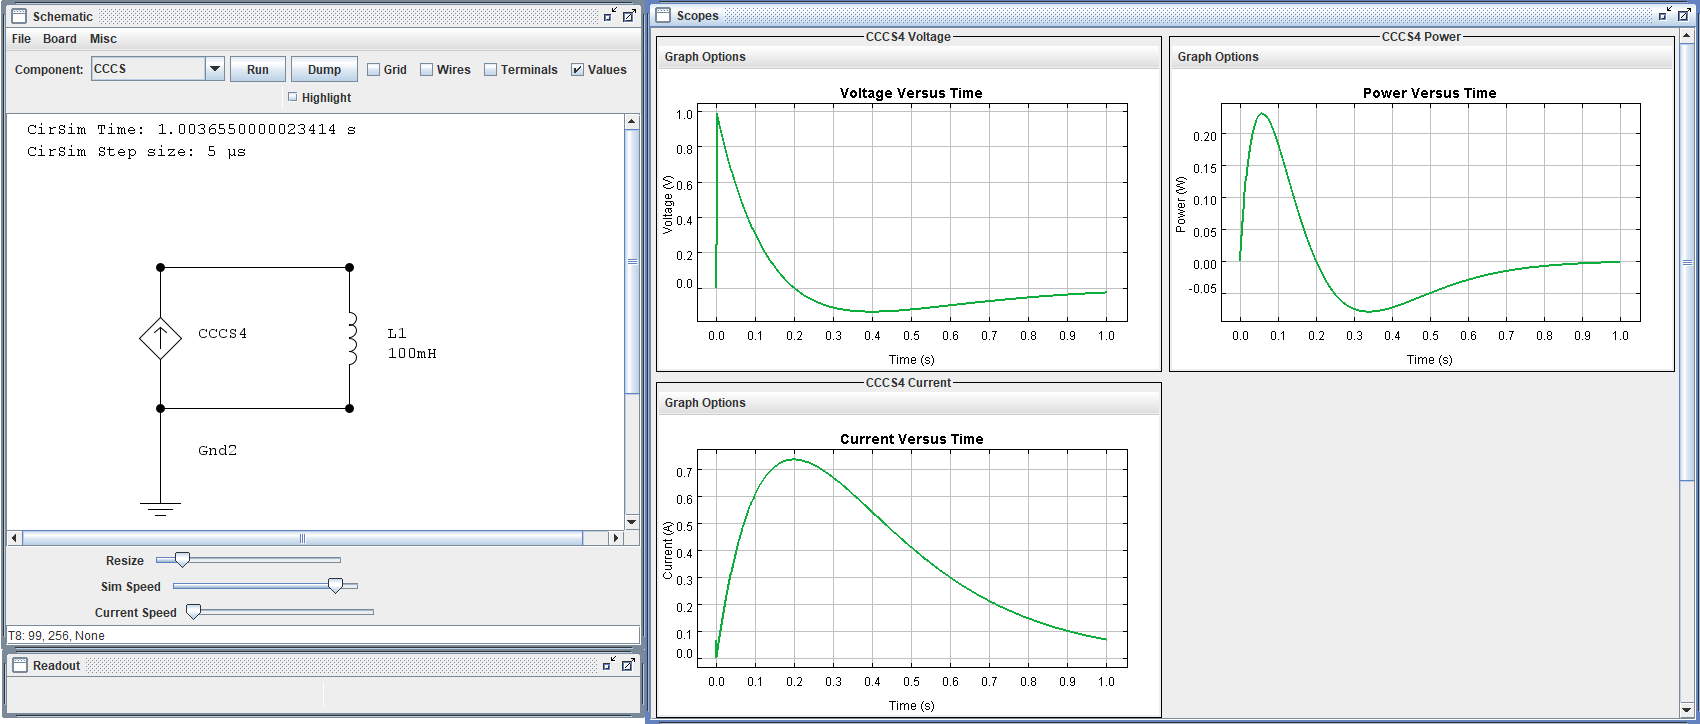 Schematic
File Board Misc
Component: CCCS Run Dump Grid Wires Terminals Values
Highlight
CirSim Time: 1.0036550000023414 s
CirSim Step size: 5 µs
CCCS4
L1
100mH
Gnd2
Resize
Sim Speed
Current Speed
T8: 99, 256, None
Readout
Scopes
CCCS4 Voltage
Graph Options
Voltage Versus Time
Voltage (V)
1.0
0.8
0.6
0.4
0.2
0.0
0.0 0.1 0.2 0.3 0.4 0.5 0.6 0.7 0.8 0.9 1.0
Time (s)
CCCS4 Power
Graph Options
Power Versus Time
Power (W)
0.20
0.15
0.10
0.05
0.00
-0.05
0.0 0.1 0.2 0.3 0.4 0.5 0.6 0.7 0.8 0.9 1.0
Time (s)
CCCS4 Current
Graph Options
Current Versus Time
Current (A)
0.7
0.6
0.5
0.4
0.3
0.2
0.1
0.0
0.0 0.1 0.2 0.3 0.4 0.5 0.6 0.7 0.8 0.9 1.0
Time (s)